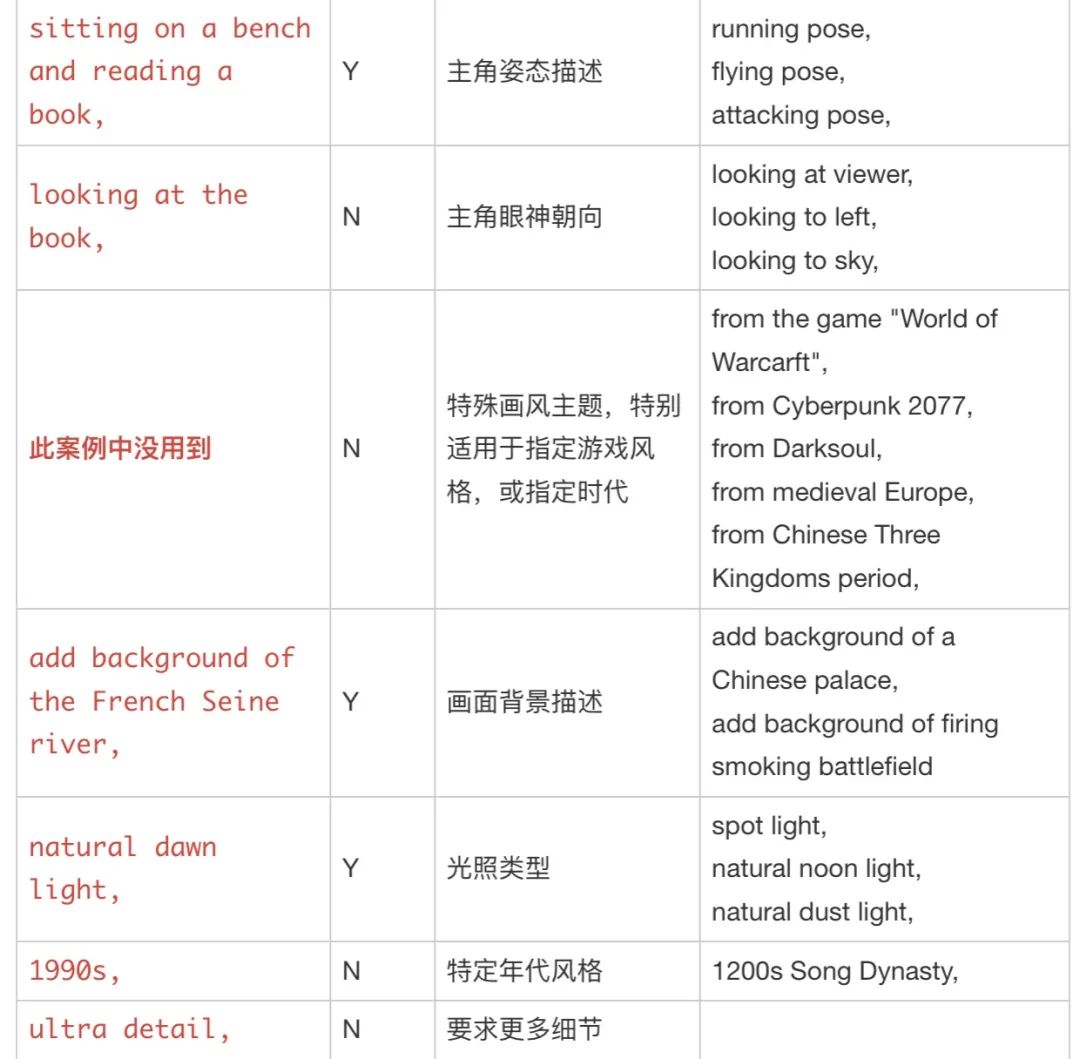 sitting on a bench
and reading a
book,
Y
主角姿态描述
running pose,
flying pose,
attacking pose,
looking at the
book,
N
主角眼神朝向
looking at viewer,
looking to left,
looking to sky,
此案例中没用到
N
特殊画风主题，特别
适用于指定游戏风
格，或指定时代
from the game "World of
Warcarft",
from Cyberpunk 2077,
from Darksoul,
from medieval Europe,
from Chinese Three
Kingdoms period,
add background of
the French Seine
river,
Y
画面背景描述
add background of a
Chinese palace,
add background of firing
smoking battlefield
natural dawn
light,
Y
光照类型
spot light,
natural noon light,
natural dust light,
1990s,
N
特定年代风格
1200s Song Dynasty,
ultra detail,
N
要求更多细节